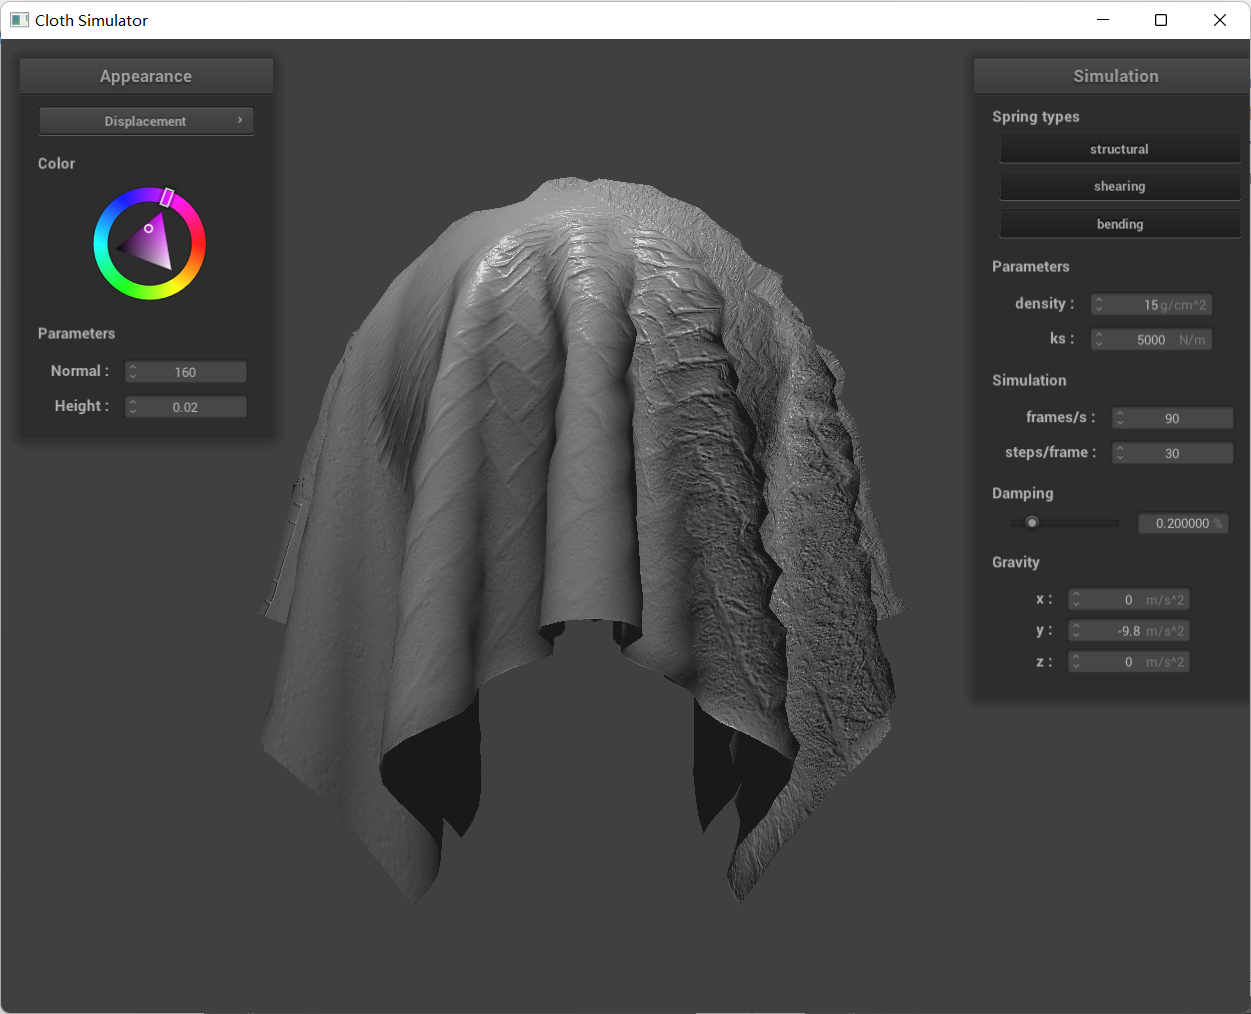 Cloth Simulator
Appearance
Displacement
Color
Parameters
Normal : 160
Height : 0.02
Simulation
Spring types
structural
shearing
bending
Parameters
density : 15 g/cm^2
ks : 5000 N/m
Simulation
frames/s : 90
steps/frame : 30
Damping
0.200000 %
Gravity
x : 0 m/s^2
y : -9.8 m/s^2
z : 0 m/s^2